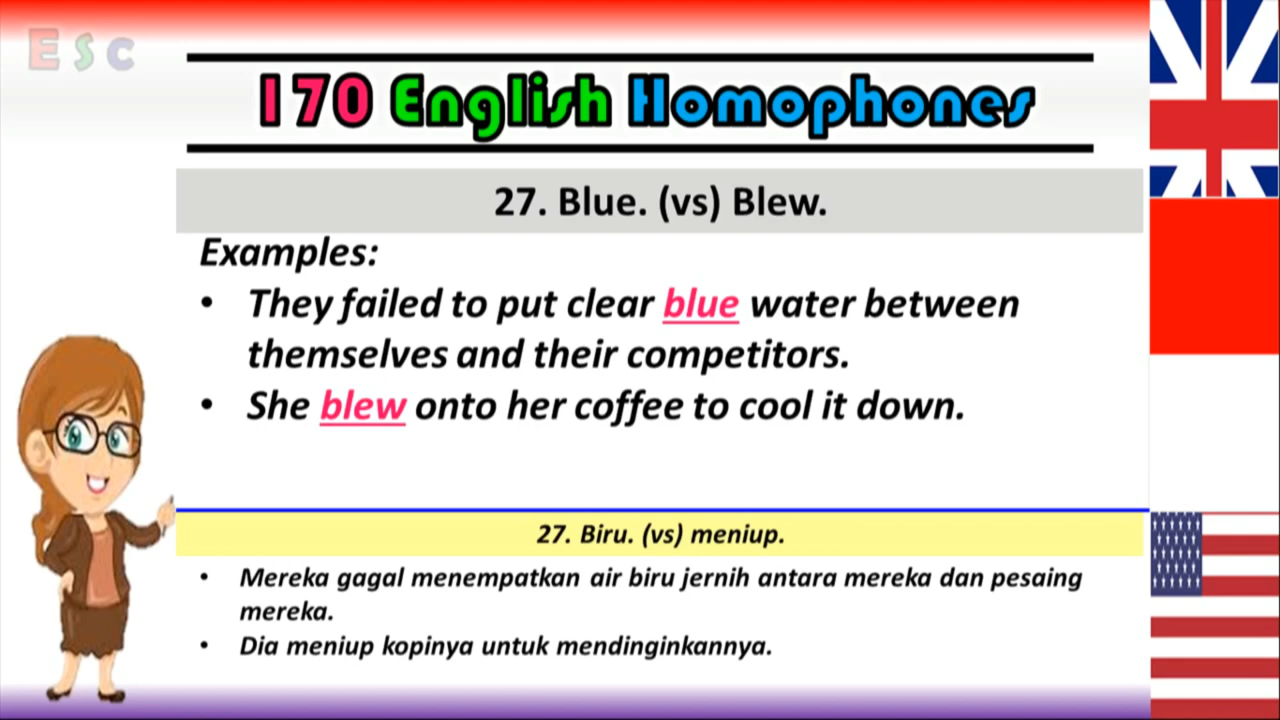 ESC
170 English Homophones
27. Blue. (vs) Blew.
Examples:
• They failed to put clear blue water between
themselves and their competitors.
• She blew onto her coffee to cool it down.
27. Biru. (vs) meniup.
• Mereka gagal menempatkan air biru jernih antara mereka dan pesaing
mereka.
• Dia meniup kopinya untuk mendinginkannya.